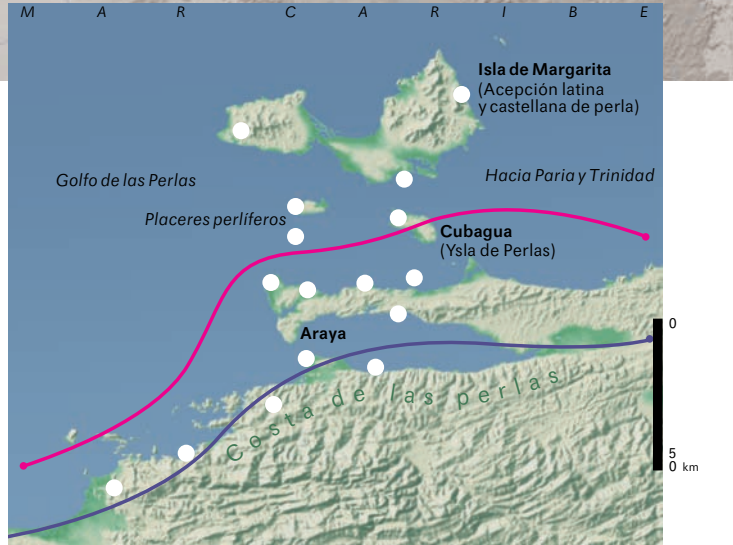 M A R C A R I B E
Isla de Margarita
(Acepción latina
y castellana de perla)
Golfo de las Perlas
Hacia Paria y Trinidad
Placeres perlíferos
Cubagua
(Ysla de Perlas)
Araya
Costa de las perlas
0
5
0 km